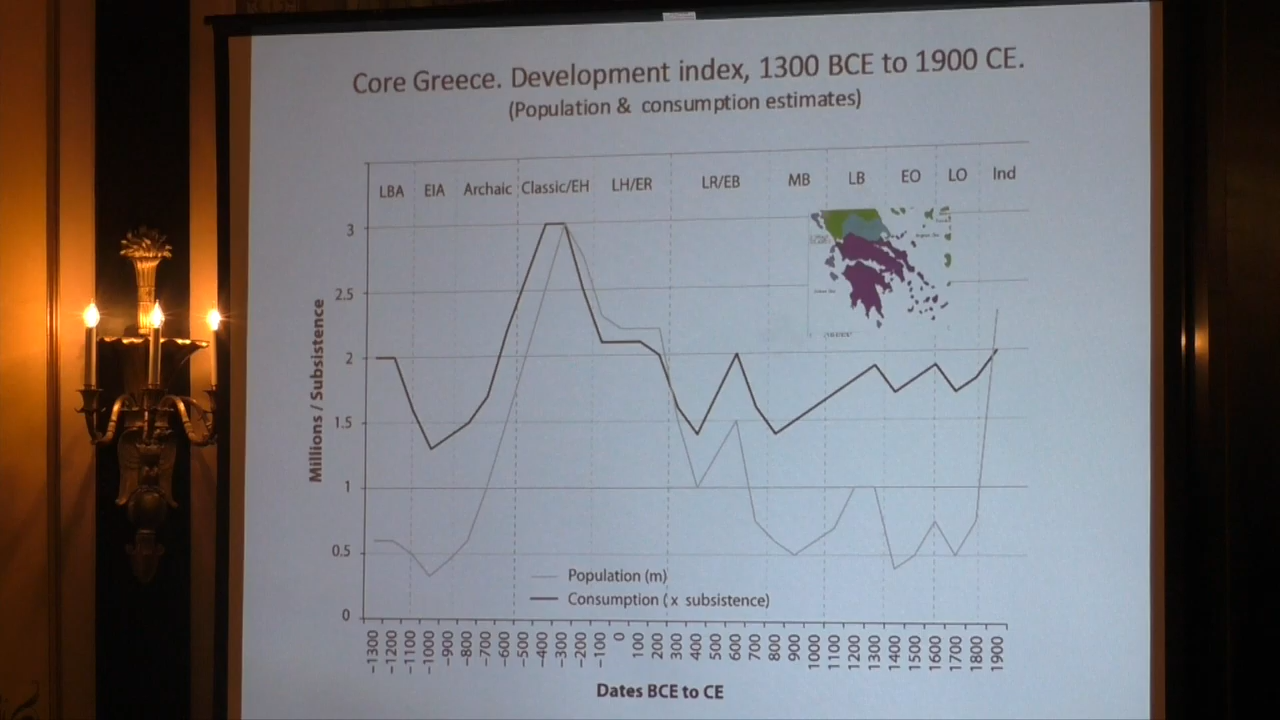 Core Greece. Development index, 1300 BCE to 1900 CE.
(Population & consumption estimates)
LBA EIA Archaic Classic/EH LH/ER LR/EB MB LB EO LO Ind
3
2.5
2
1.5
1
0.5
0
Millions / Subsistence
Population (m)
Consumption ( x subsistence)
-1300 -1200 -1100 -1000 -900 -800 -700 -600 -500 -400 -300 -200 -100 0 100 200 300 400 500 600 700 800 900 1000 1100 1200 1300 1400 1500 1600 1700 1800 1900
Dates BCE to CE